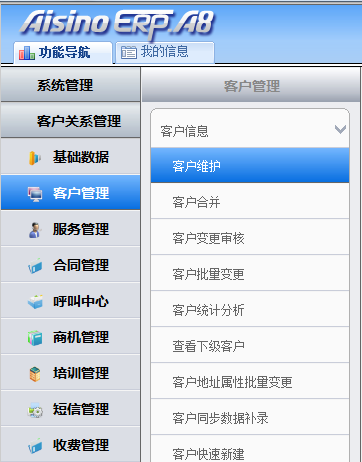 Aisino ERP.A8
功能导航
我的信息
系统管理
客户关系管理
基础数据
客户管理
服务管理
合同管理
呼叫中心
商机管理
培训管理
短信管理
收费管理
客户管理
客户信息
客户维护
客户合并
客户变更审核
客户批量变更
客户统计分析
查看下级客户
客户地址属性批量变更
客户同步数据补录
客户快速新建